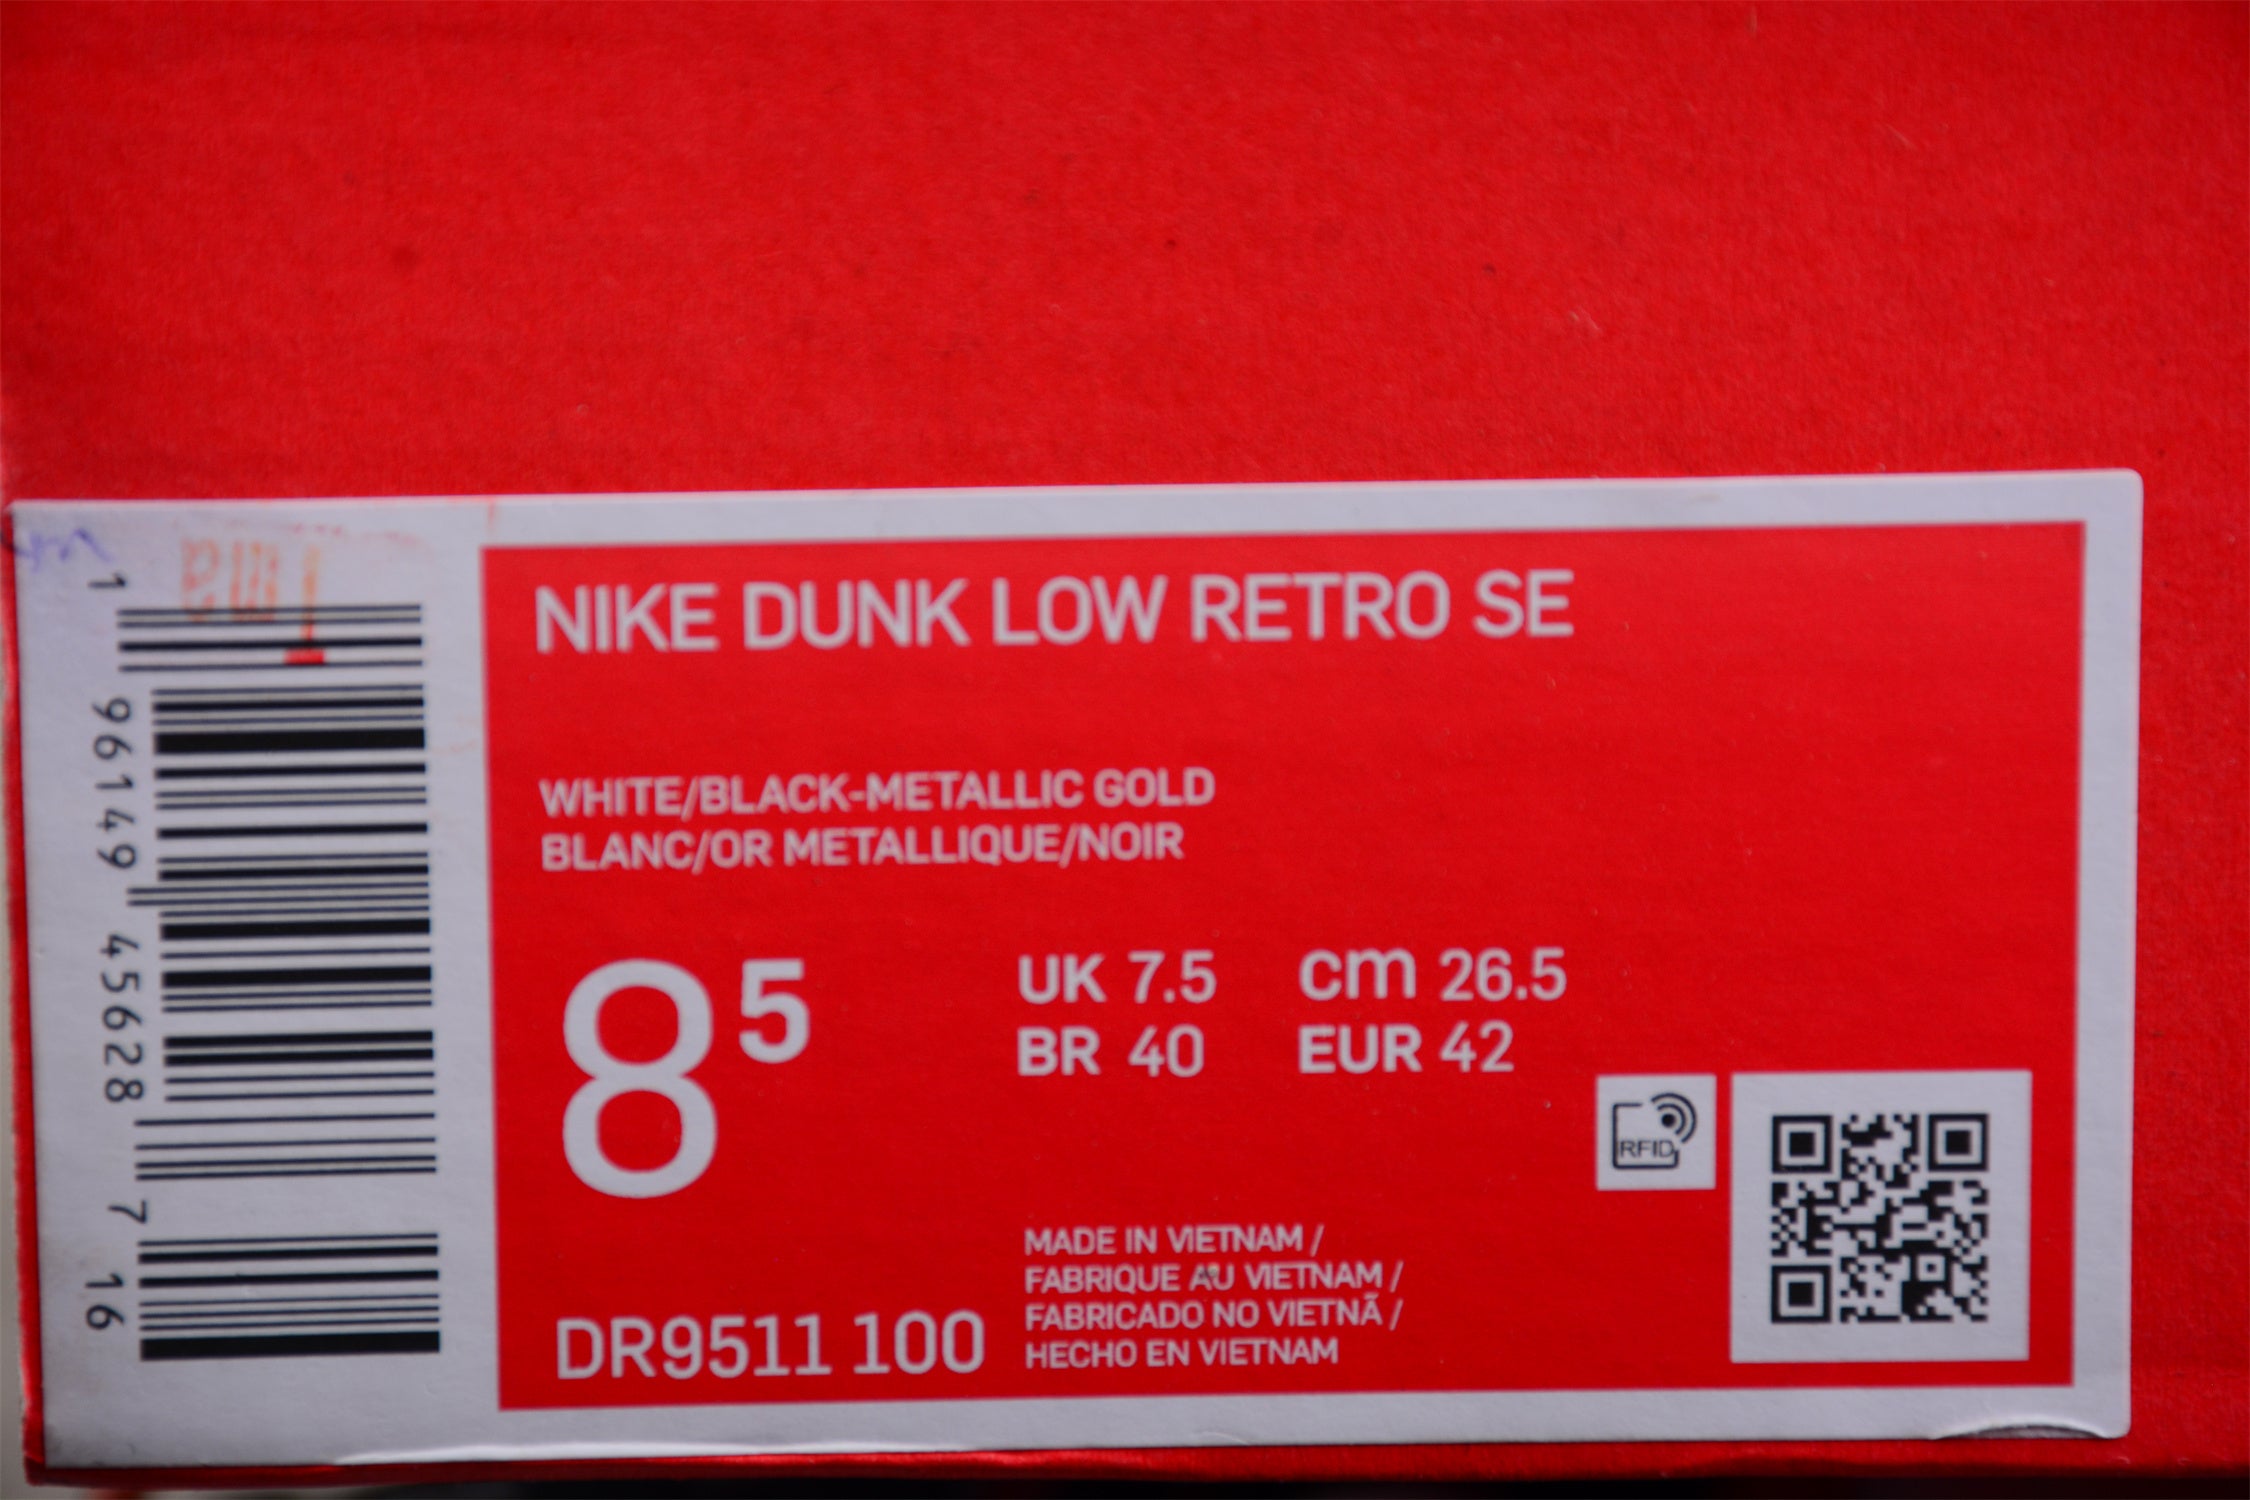 1 96149 45628 7 16
NIKE DUNK LOW RETRO SE
WHITE/BLACK-METALLIC GOLD
BLANC/OR METALLIQUE/NOIR
8⁵
UK 7.5 cm 26.5
BR 40 EUR 42
RFID
MADE IN VIETNAM /
FABRIQUE AU VIETNAM /
FABRICADO NO VIETNÃ /
HECHO EN VIETNAM
DR9511 100